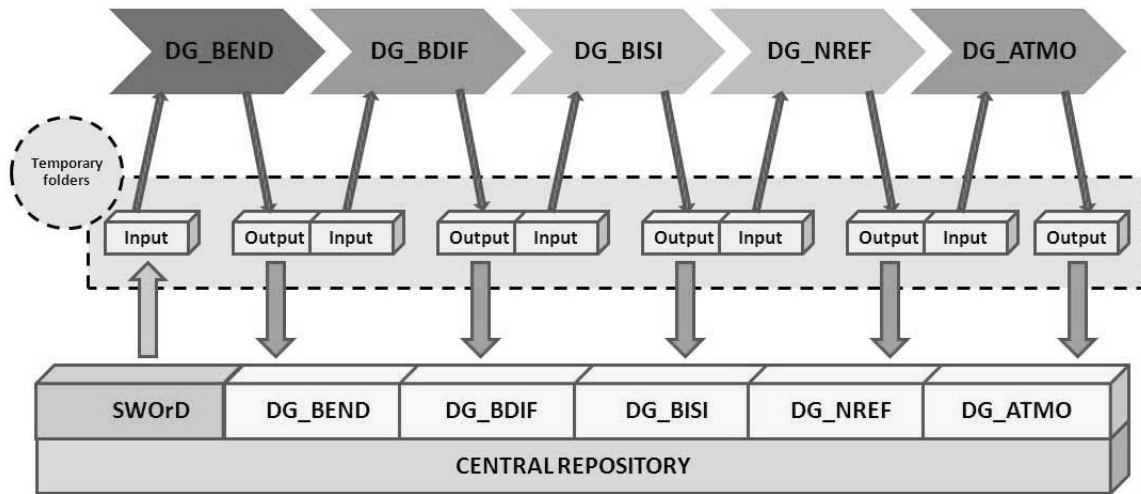 DG_BEND DG_BDIF DG_BISI DG_NREF DG_ATMO
Temporary
folders
Input Output Input Output Input Output Input Output Input Output
SWOrD DG_BEND DG_BDIF DG_BISI DG_NREF DG_ATMO
CENTRAL REPOSITORY